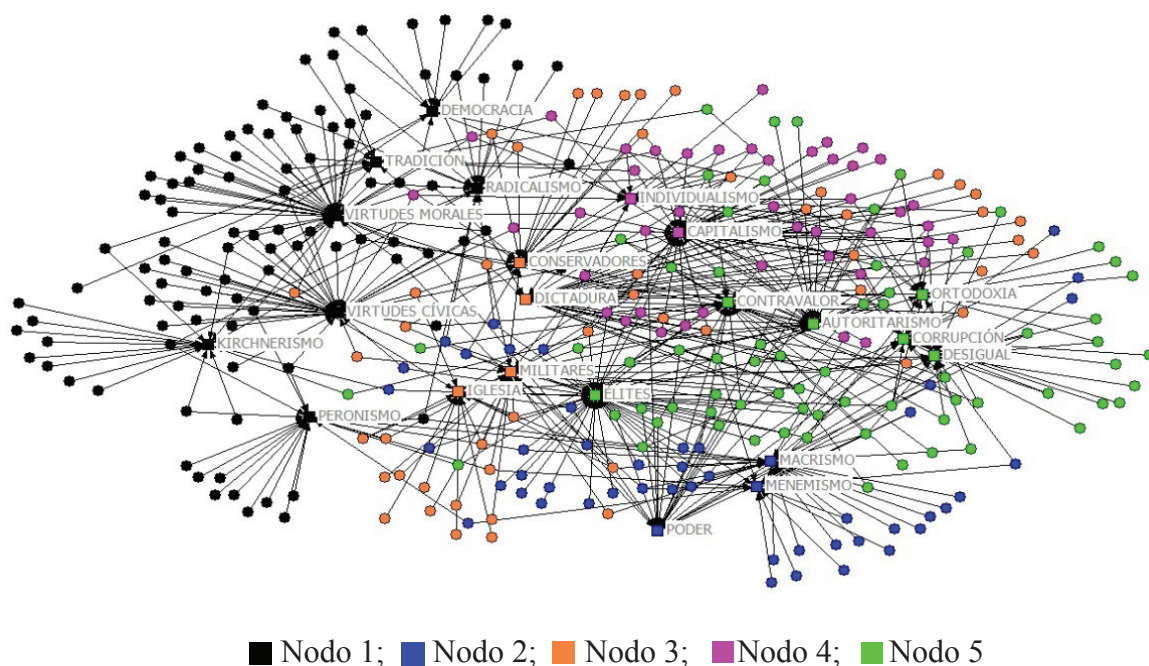 DEMOCRACIA
TRADICIÓN
RADICALISMO
INDIVIDUALISMO
VIRTUDES MORALES
CAPITALISMO
CONSERVADORES
DICTADURA
CONTRAVALOR
ORTODOXIA
VIRTUDES CÍVICAS
AUTORITARISMO
KIRCHNERISMO
CORRUPCIÓN
DESIGUAL
MILITARES
IGLESIA
ELITES
PERONISMO
MACRISMO
MENEMISMO
PODER
Nodo 1; Nodo 2; Nodo 3; Nodo 4; Nodo 5